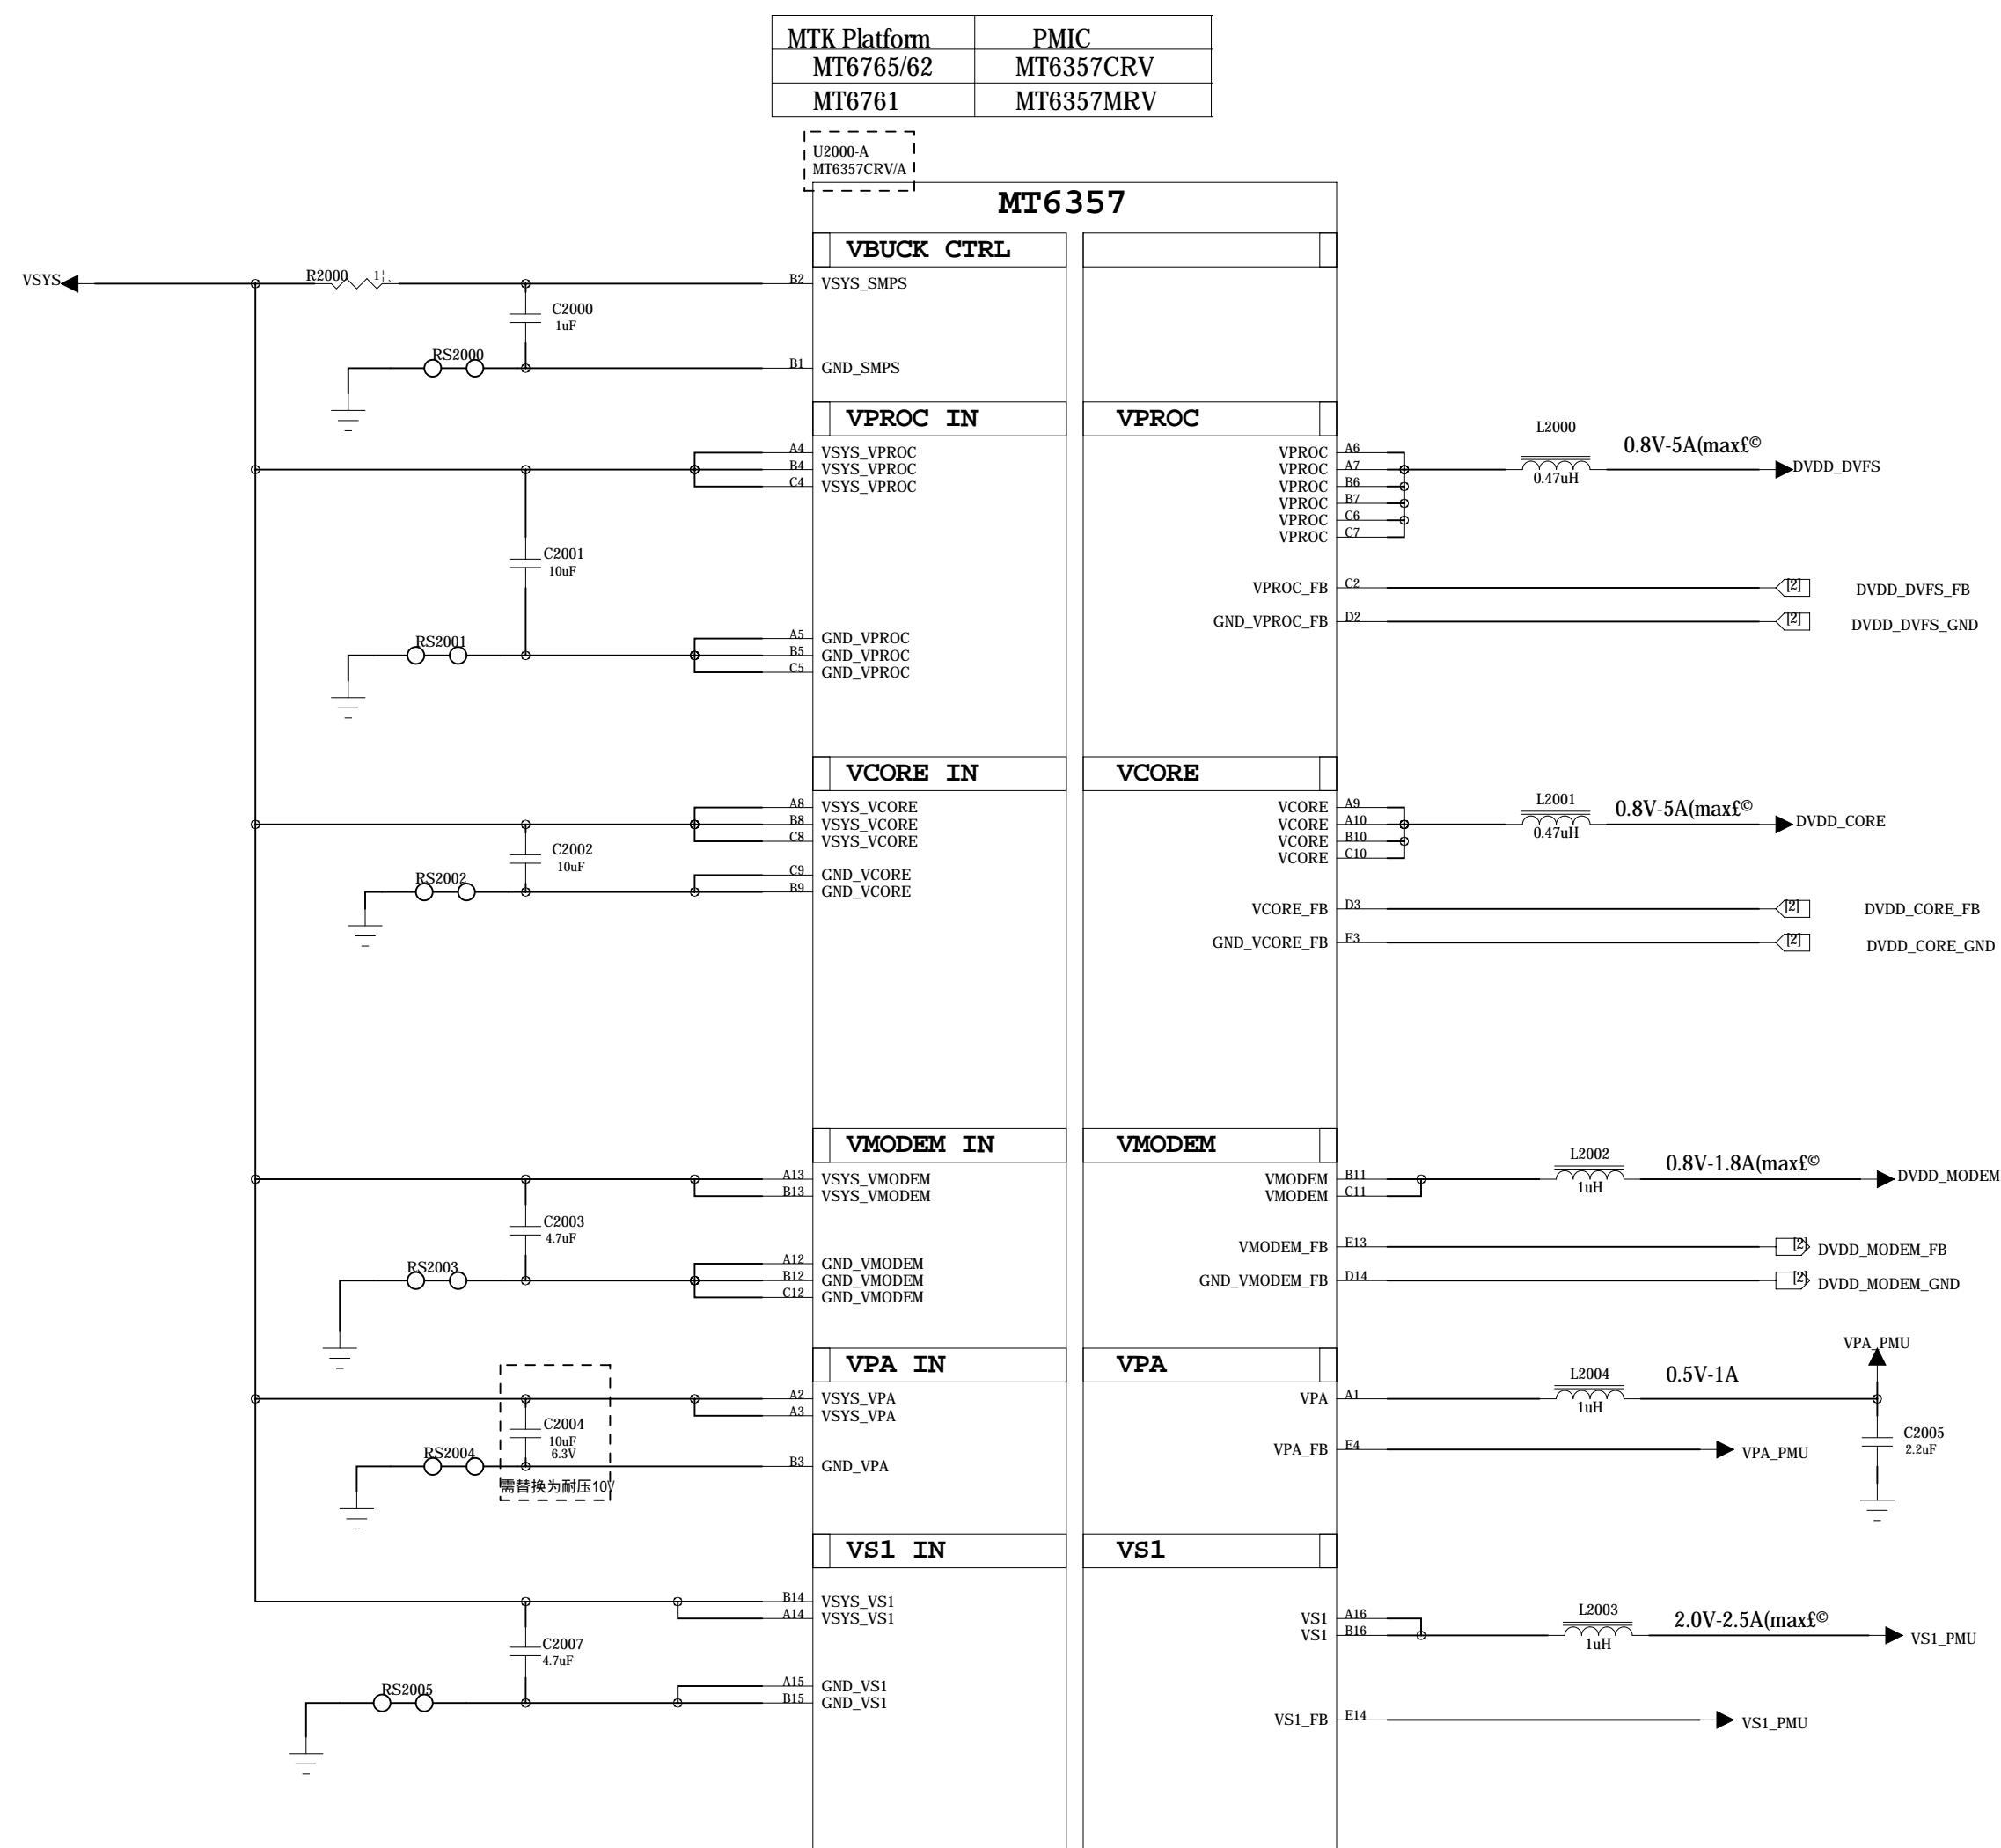 MTK Platform PMIC
MT6765/62 MT6357CRV
MT6761 MT6357MRV
U2000-A
MT6357CRV/A
MT6357
VBUCK CTRL
VSYS R2000 1¦¸ B2 VSYS_SMPS
C2000
1uF
RS2000 B1 GND_SMPS
VPROC IN VPROC
L2000 0.8V-5A(max£©
A4 VSYS_VPROC VPROC A6
B4 VSYS_VPROC VPROC A7 DVDD_DVFS
0.47uH
C4 VSYS_VPROC VPROC B6
VPROC B7
VPROC C6
VPROC C7
C2001
10uF
VPROC_FB C2 [2] DVDD_DVFS_FB
GND_VPROC_FB D2 [2] DVDD_DVFS_GND
RS2001 A5 GND_VPROC
B5 GND_VPROC
C5 GND_VPROC
VCORE IN VCORE
L2001 0.8V-5A(max£©
A8 VSYS_VCORE VCORE A9
B8 VSYS_VCORE VCORE A10 DVDD_CORE
0.47uH
C8 VSYS_VCORE VCORE B10
C2002 VCORE C10
10uF
RS2002 C9 GND_VCORE
B9 GND_VCORE
VCORE_FB D3 [2] DVDD_CORE_FB
GND_VCORE_FB E3 [2] DVDD_CORE_GND
VMODEM IN VMODEM
L2002 0.8V-1.8A(max£©
A13 VSYS_VMODEM VMODEM B11 DVDD_MODEM
1uH
B13 VSYS_VMODEM VMODEM C11
C2003
4.7uF
VMODEM_FB E13 [2] DVDD_MODEM_FB
RS2003 A12 GND_VMODEM
B12 GND_VMODEM GND_VMODEM_FB D14 [2] DVDD_MODEM_GND
C12 GND_VMODEM
VPA_PMU
VPA IN VPA
L2004 0.5V-1A
A2 VSYS_VPA VPA A1
1uH
A3 VSYS_VPA
C2004 C2005
10uF 2.2uF
6.3V
VPA_FB E4 VPA_PMU
RS2004 B3 GND_VPA
需替换为耐压10V
VS1 IN VS1
B14 VSYS_VS1
L2003 2.0V-2.5A(max£©
A14 VSYS_VS1 VS1 A16
VS1 B16 VS1_PMU
1uH
C2007
4.7uF
RS2005 A15 GND_VS1
B15 GND_VS1
VS1_FB E14 VS1_PMU